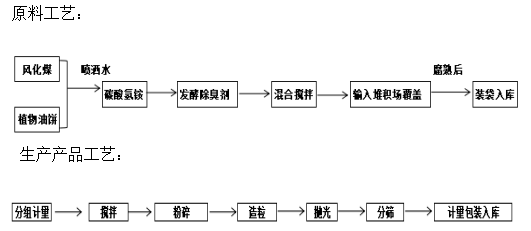 原料工艺：
风化煤
喷洒水
植物油饼
碳酸氢铵
发酵除臭剂
混合搅拌
输入堆积场覆盖
腐熟后
装袋入库
生产产品工艺：
分组计量
搅拌
粉碎
造粒
抛光
分筛
计量包装入库